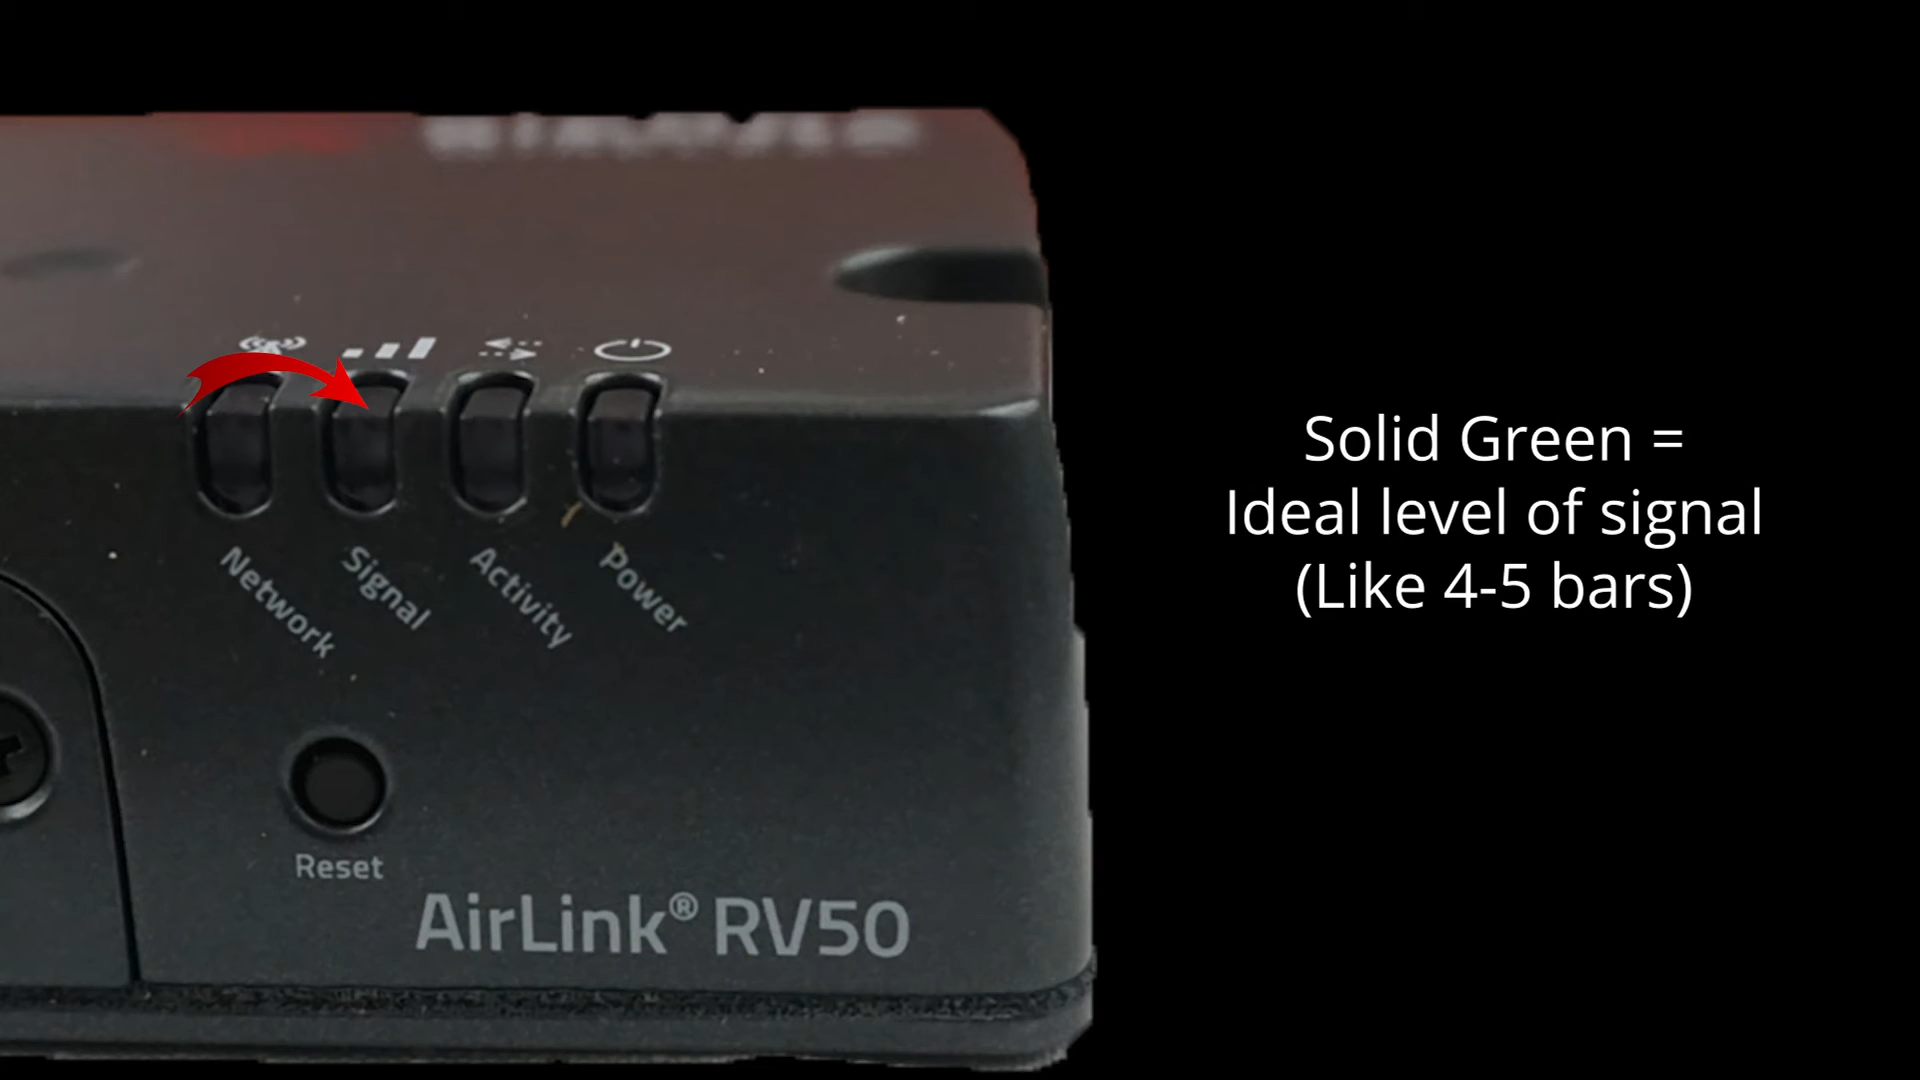 Network
Signal
Activity
Power
Reset
AirLink® RV50
Solid Green =
Ideal level of signal
(Like 4-5 bars)